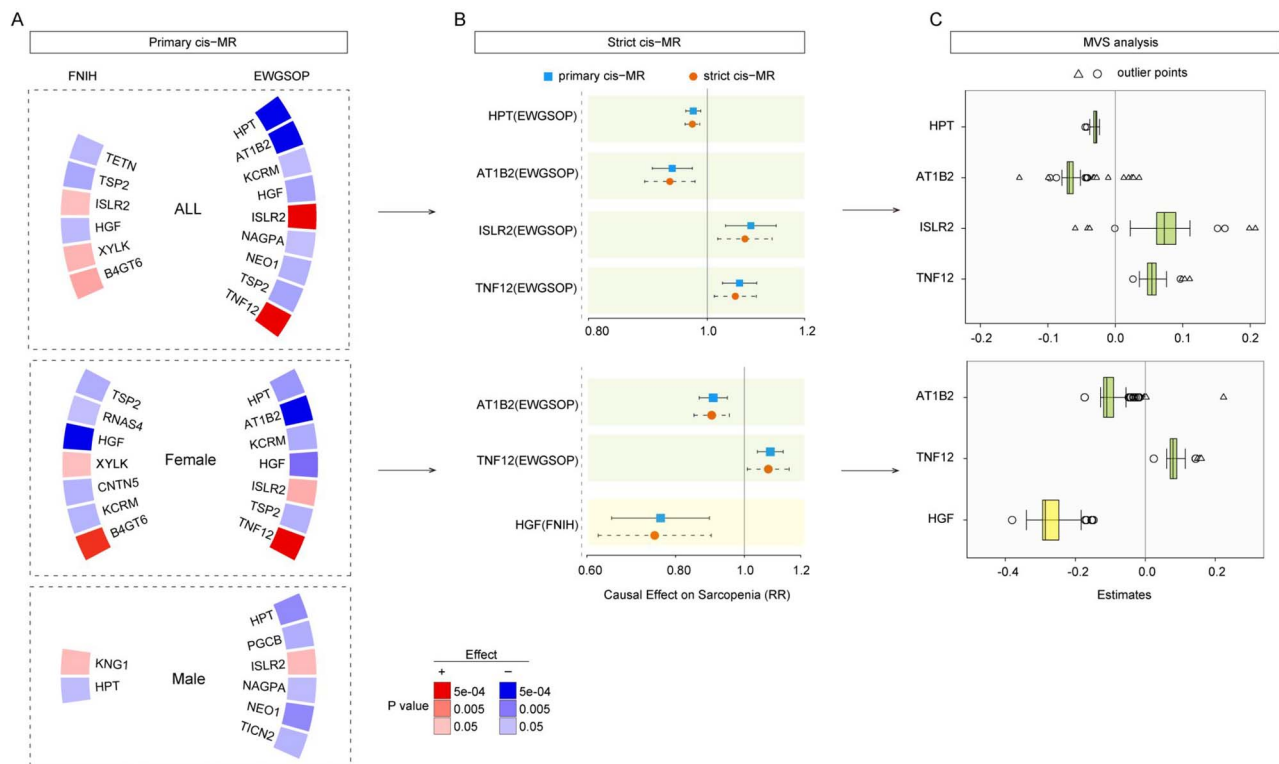 A
Primary cis−MR
FNIH
EWGSOP
TETN
TSP2
ISLR2
HGF
XYLK
B4GT6
ALL
HPT
AT1B2
KCRM
HGF
ISLR2
NAGPA
NEO1
TSP2
TNF12
TSP2
RNAS4
HGF
XYLK
CNTN5
KCRM
B4GT6
Female
HPT
AT1B2
KCRM
HGF
ISLR2
TSP2
TNF12
KNG1
HPT
Male
HPT
PGCB
ISLR2
NAGPA
NEO1
TICN2
Effect
+ −
P value
5e−04 5e−04
0.005 0.005
0.05 0.05
B
Strict cis−MR
primary cis−MR strict cis−MR
HPT(EWGSOP)
AT1B2(EWGSOP)
ISLR2(EWGSOP)
TNF12(EWGSOP)
0.80 1.0 1.2
AT1B2(EWGSOP)
TNF12(EWGSOP)
HGF(FNIH)
0.60 0.80 1.0 1.2
Causal Effect on Sarcopenia (RR)
C
MVS analysis
outlier points
HPT
AT1B2
ISLR2
TNF12
-0.2 -0.1 0.0 0.1 0.2
AT1B2
TNF12
HGF
-0.4 -0.2 0.0 0.2
Estimates